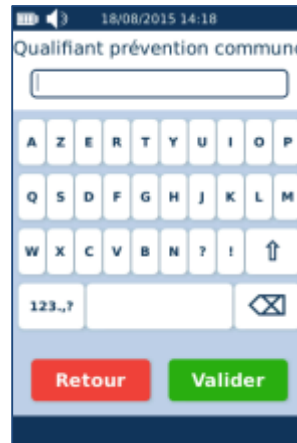 18/08/2015 14:18
Qualifiant prévention commune
A Z E R T Y U I O P
Q S D F G H J K L M
W X C V B N ? !
123.,?
Retour Valider